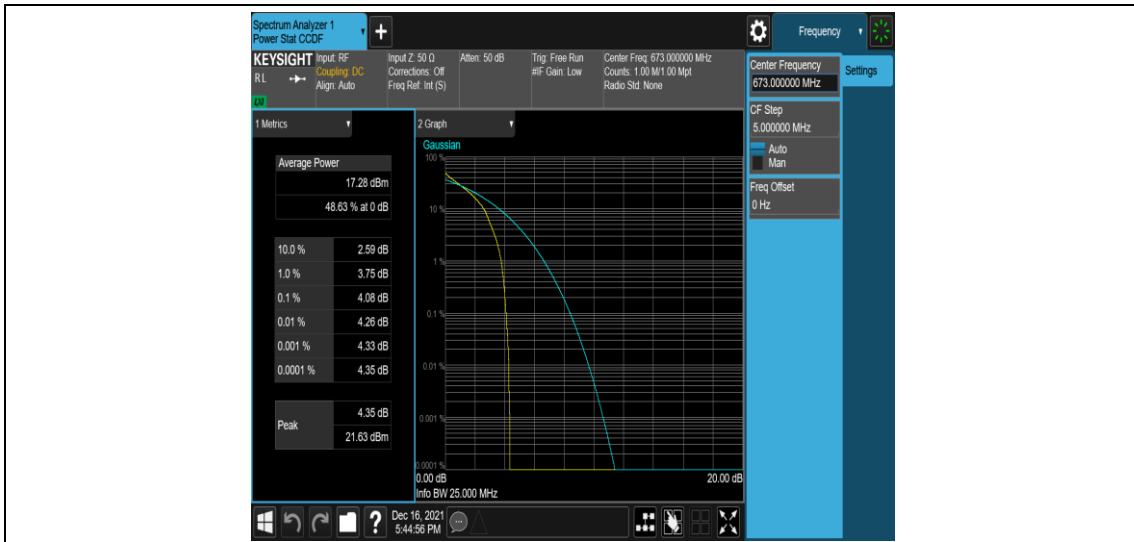 Spectrum Analyzer 1
Power Stat CCDF
+
Frequency
KEYSIGHT
RL
LXI
Input: RF
Coupling: DC
Align: Auto
Input Z: 50 Ω
Corrections: Off
Freq Ref: Int (S)
Atten: 50 dB
Trig: Free Run
#IF Gain: Low
Center Freq: 673.000000 MHz
Counts: 1.00 M/1.00 Mpt
Radio Std: None
Center Frequency
673.000000 MHz
Settings
CF Step
5.000000 MHz
Auto
Man
Freq Offset
0 Hz
1 Metrics
Average Power
17.28 dBm
48.63 % at 0 dB
10.0 % 2.59 dB
1.0 % 3.75 dB
0.1 % 4.08 dB
0.01 % 4.26 dB
0.001 % 4.33 dB
0.0001 % 4.35 dB
Peak
4.35 dB
21.63 dBm
2 Graph
Gaussian
100 %
10 %
1 %
0.1 %
0.01 %
0.001 %
0.0001 %
0.00 dB 20.00 dB
Info BW 25.000 MHz
?
Dec 16, 2021
5:44:56 PM